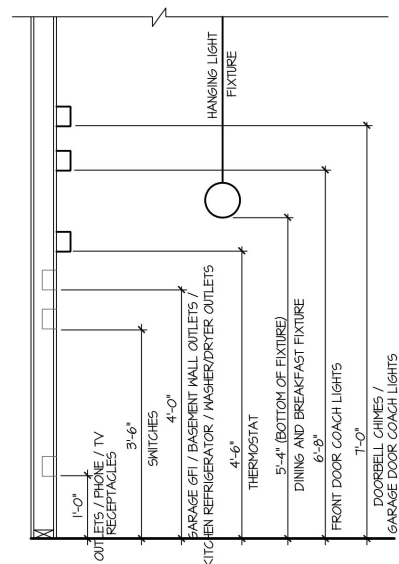 HANGING LIGHT
FIXTURE
1'-0"
OUTLETS / PHONE / TV
RECEPTACLES
3'-6"
SWITCHES
4'-0"
GARAGE GFI / BASEMENT WALL OUTLETS /
KITCHEN REFRIGERATOR / WASHER/DRYER OUTLETS
4'-6"
THERMOSTAT
5'-4" (BOTTOM OF FIXTURE)
DINING AND BREAKFAST FIXTURE
6'-8"
FRONT DOOR COACH LIGHTS
7'-0"
DOORBELL CHIMES /
GARAGE DOOR COACH LIGHTS